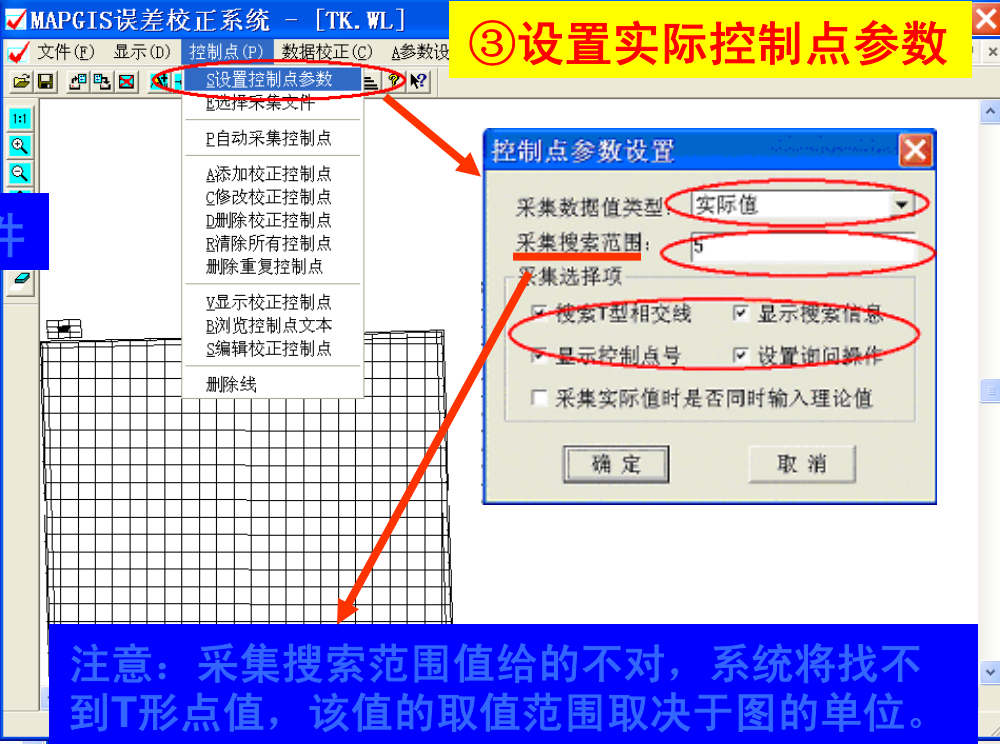 MAPGIS误差校正系统 - [TK.WL]
③设置实际控制点参数
文件(F) 显示(D) 控制点(P) 数据校正(C) A参数设
S设置控制点参数
E选择采集文件
P自动采集控制点
A添加校正控制点
C修改校正控制点
D删除校正控制点
R清除所有控制点
删除重复控制点
V显示校正控制点
B浏览控制点文本
S编辑校正控制点
删除线
1:1
件
控制点参数设置
采集数据值类型: 实际值
采集搜索范围: 5
采集选择项
搜索T型相交线 显示搜索信息
显示控制点号 设置询问操作
采集实际值时是否同时输入理论值
确定 取消
注意：采集搜索范围值给的不对，系统将找不
到T形点值，该值的取值范围取决于图的单位。